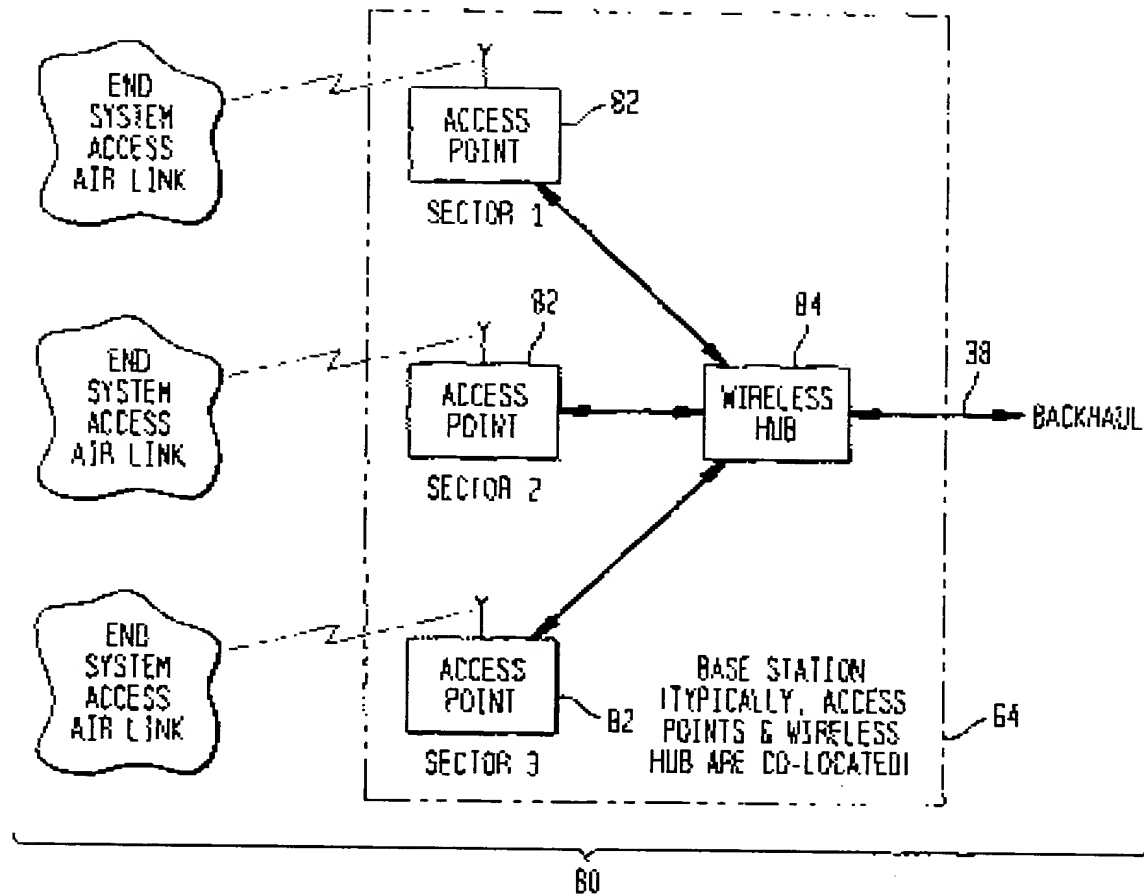 END
SYSTEM
ACCESS
AIR LINK
ACCESS
POINT
82
SECTOR 1
END
SYSTEM
ACCESS
AIR LINK
ACCESS
POINT
82
SECTOR 2
WIRELESS
HUB
84
38
BACKHAUL
END
SYSTEM
ACCESS
AIR LINK
ACCESS
POINT
82
SECTOR 3
BASE STATION
(TYPICALLY, ACCESS
POINTS & WIRELESS
HUB ARE CO-LOCATED)
64
80